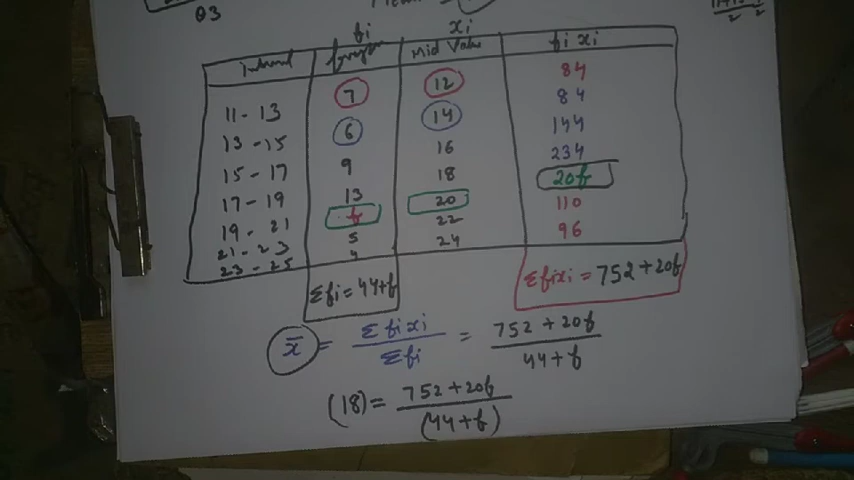 Q3
fi xi
Mid Value fi xi
11 - 13 7 12 84
13 - 15 6 14 84
15 - 17 9 16 144
17 - 19 13 18 234
19 - 21 f 20 20f
21 - 23 5 22 110
23 - 25 4 24 96
Σfi = 44+f Σfixi = 752 + 20f
x̄ = Σfixi / Σfi = 752 + 20f / 44 + f
(18) = 752 + 20f / (44 + f)